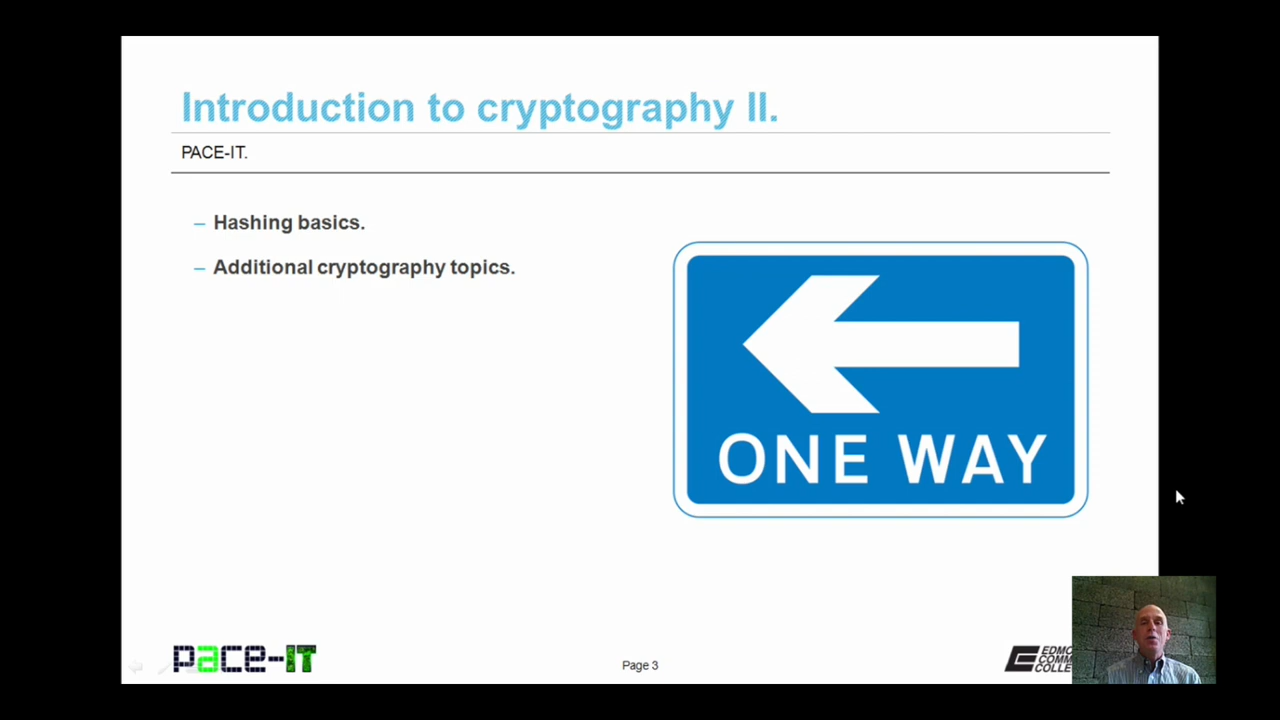 Introduction to cryptography II.
PACE-IT.
– Hashing basics.
– Additional cryptography topics.
ONE WAY
pace-IT
Page 3